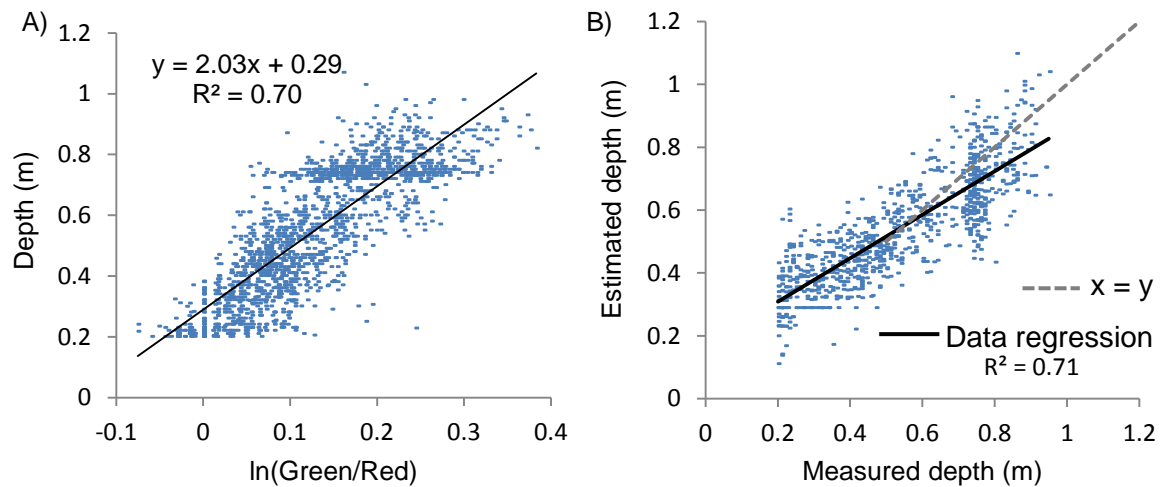 A)
1.2
1
0.8
0.6
0.4
0.2
0
-0.1
0
0.1
0.2
0.3
0.4
Depth (m)
ln(Green/Red)
y = 2.03x + 0.29
R² = 0.70
B)
1.2
1
0.8
0.6
0.4
0.2
0
0
0.2
0.4
0.6
0.8
1
1.2
Estimated depth (m)
Measured depth (m)
x = y
Data regression
R² = 0.71